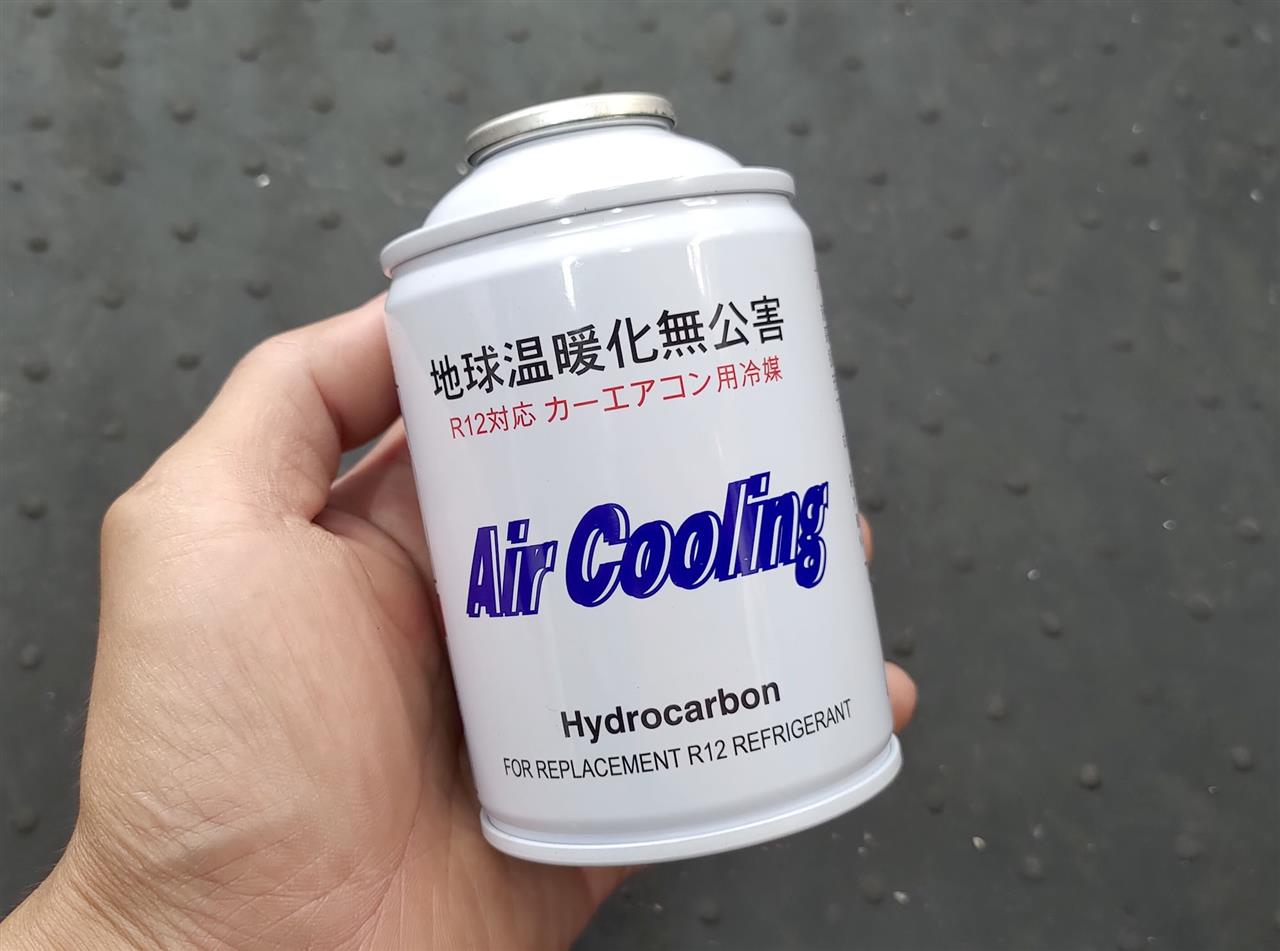 地球温暖化無公害
R12対応 カーエアコン用冷媒
Air Cooling
Hydrocarbon
FOR REPLACEMENT R12 REFRIGERANT